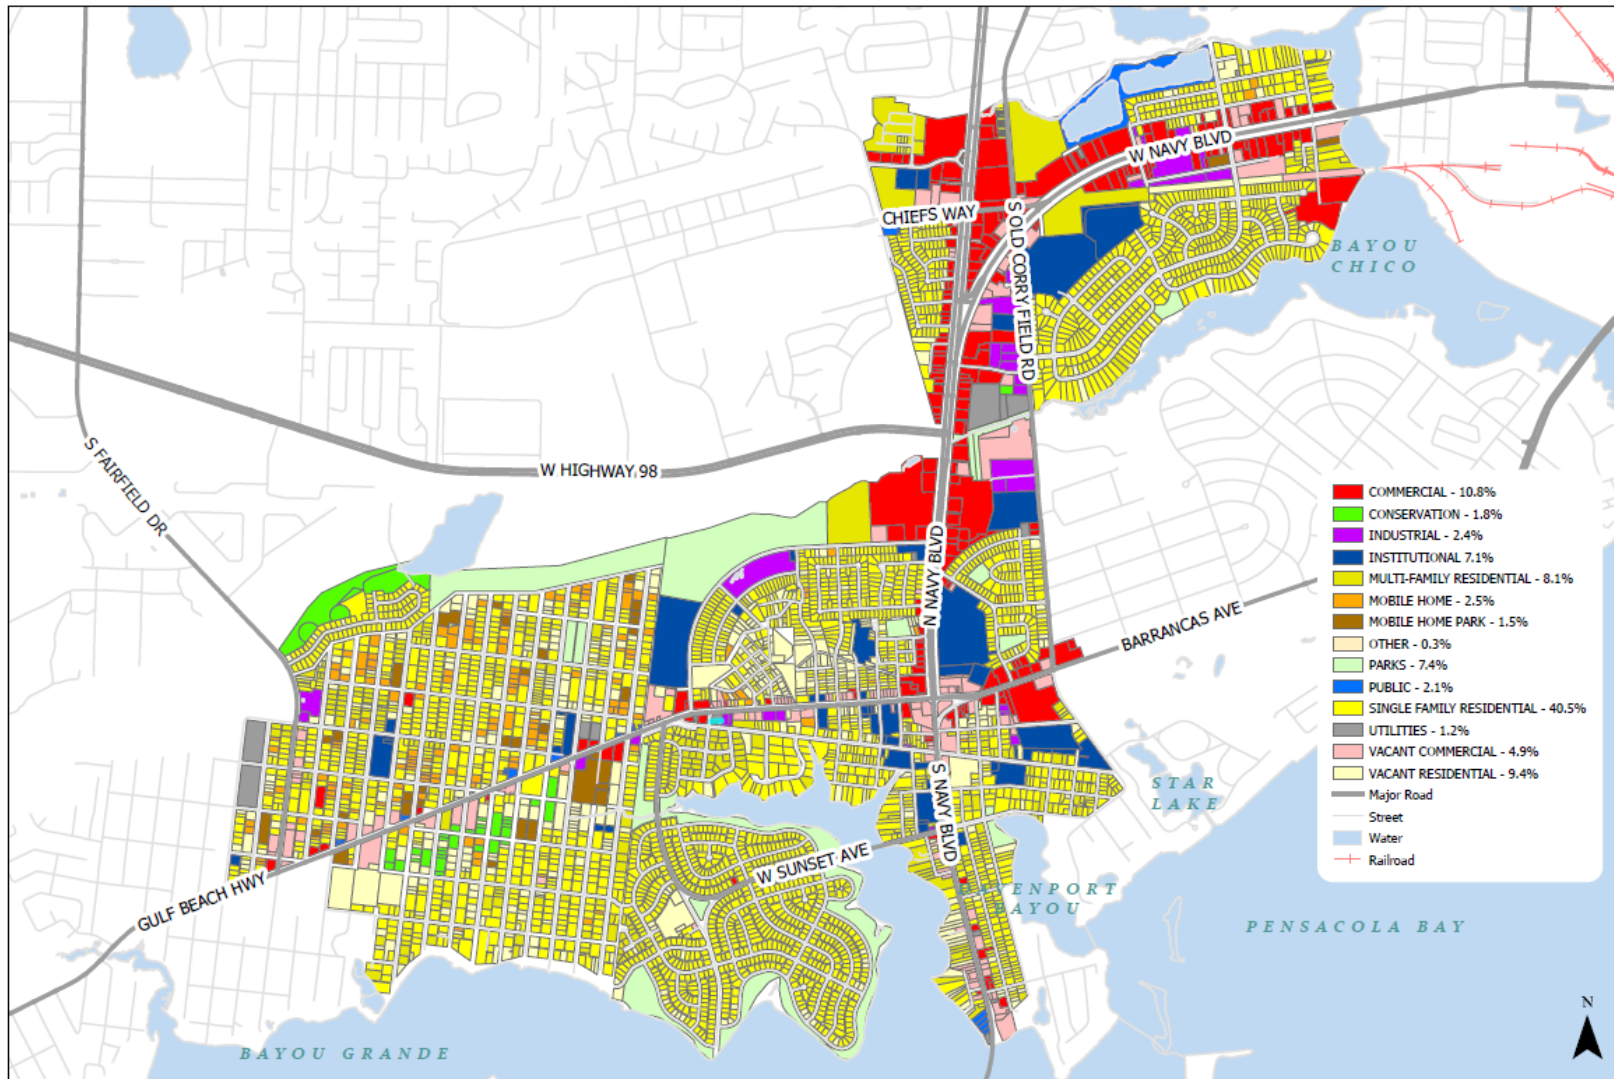 W NAVY BLVD
CHIEFS WAY
S OLD CORRY FIELD RD
BAYOU
CHICO
S FAIRFIELD DR
W HIGHWAY 98
N NAVY BLVD
BARRANCAS AVE
COMMERCIAL - 10.8%
CONSERVATION - 1.8%
INDUSTRIAL - 2.4%
INSTITUTIONAL 7.1%
MULTI-FAMILY RESIDENTIAL - 8.1%
MOBILE HOME - 2.5%
MOBILE HOME PARK - 1.5%
OTHER - 0.3%
PARKS - 7.4%
PUBLIC - 2.1%
SINGLE FAMILY RESIDENTIAL - 40.5%
UTILITIES - 1.2%
VACANT COMMERCIAL - 4.9%
VACANT RESIDENTIAL - 9.4%
Major Road
Street
Water
Railroad
STAR
LAKE
S NAVY BLVD
W SUNSET AVE
GULF BEACH HWY
DAVENPORT
BAYOU
PENSACOLA BAY
BAYOU GRANDE
N